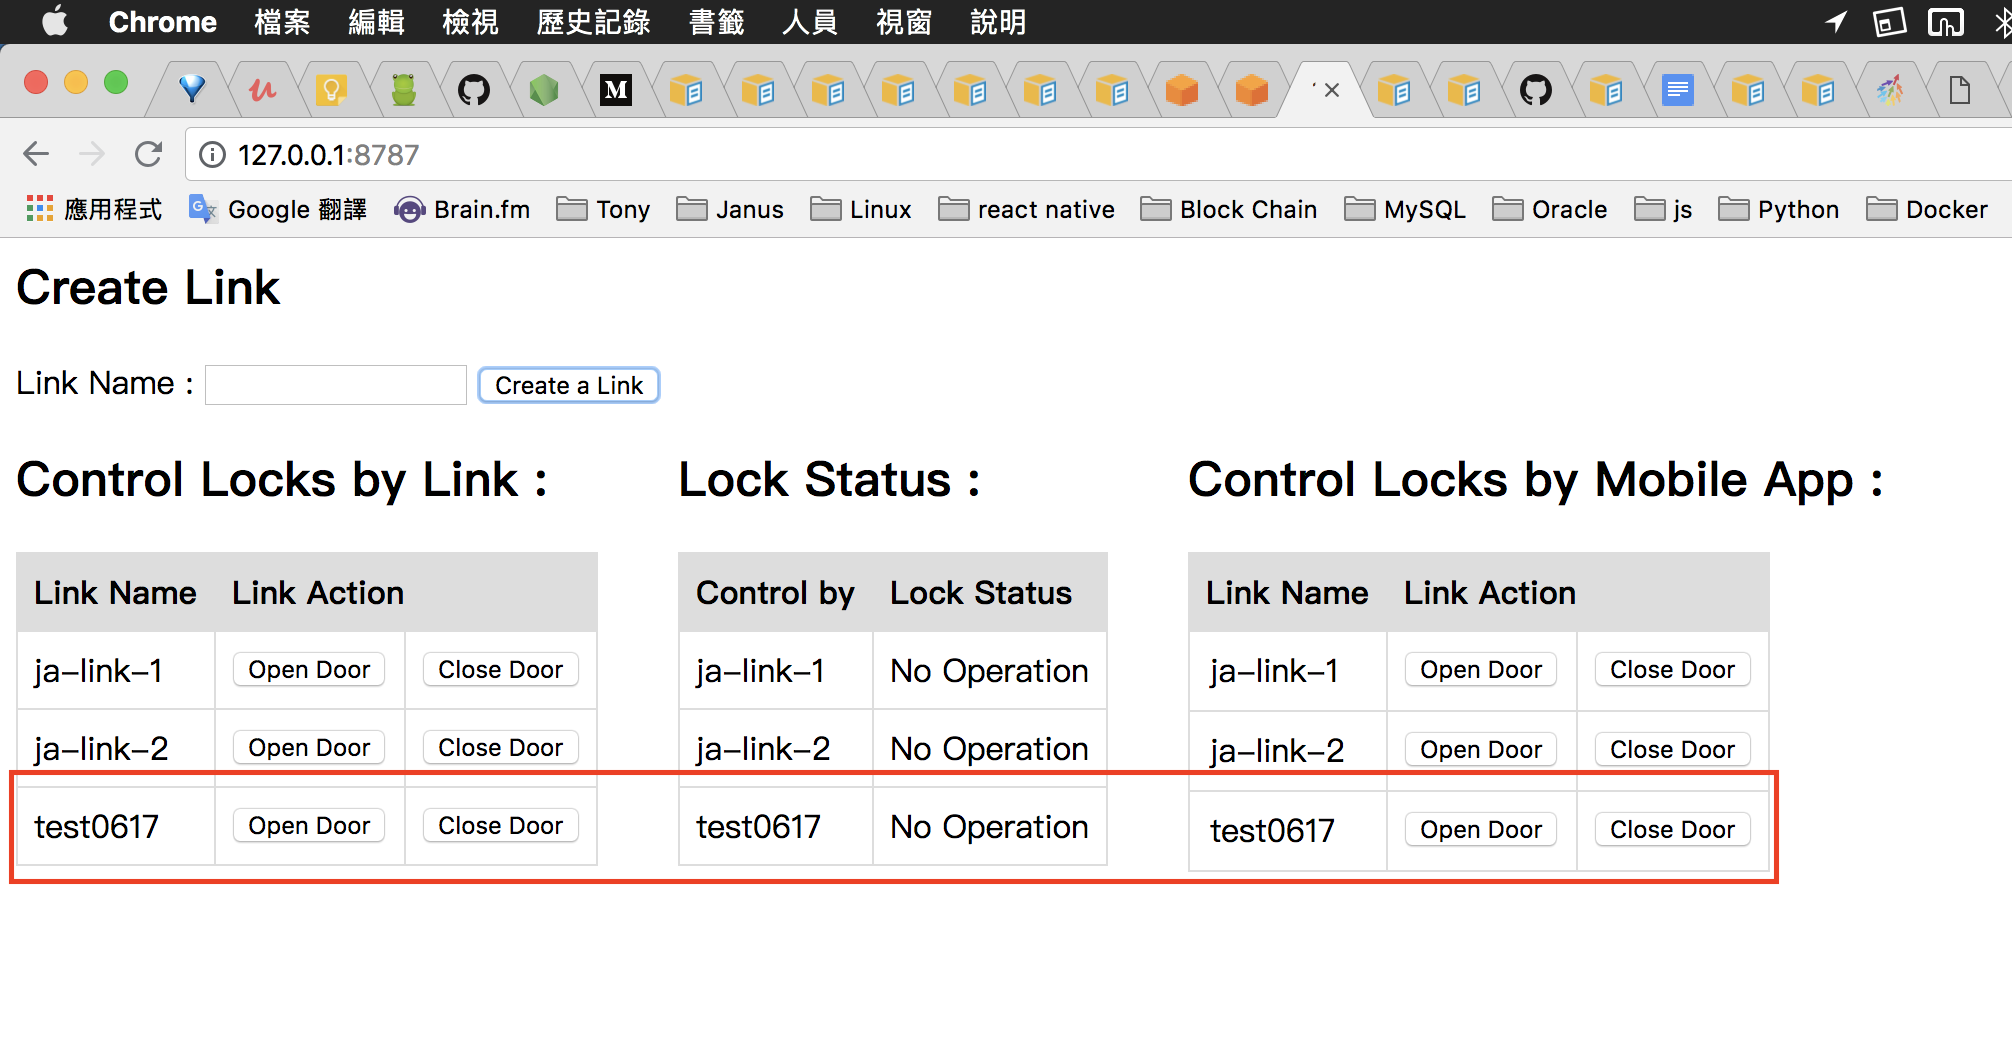 Chrome 檔案 編輯 檢視 歷史記錄 書籤 人員 視窗 說明
127.0.0.1:8787
應用程式 Google 翻譯 Brain.fm Tony Janus Linux react native Block Chain MySQL Oracle js Python Docker
Create Link
Link Name : Create a Link
Control Locks by Link : Lock Status : Control Locks by Mobile App :
Link Name Link Action Control by Lock Status Link Name Link Action
ja-link-1 Open Door Close Door ja-link-1 No Operation ja-link-1 Open Door Close Door
ja-link-2 Open Door Close Door ja-link-2 No Operation ja-link-2 Open Door Close Door
test0617 Open Door Close Door test0617 No Operation test0617 Open Door Close Door